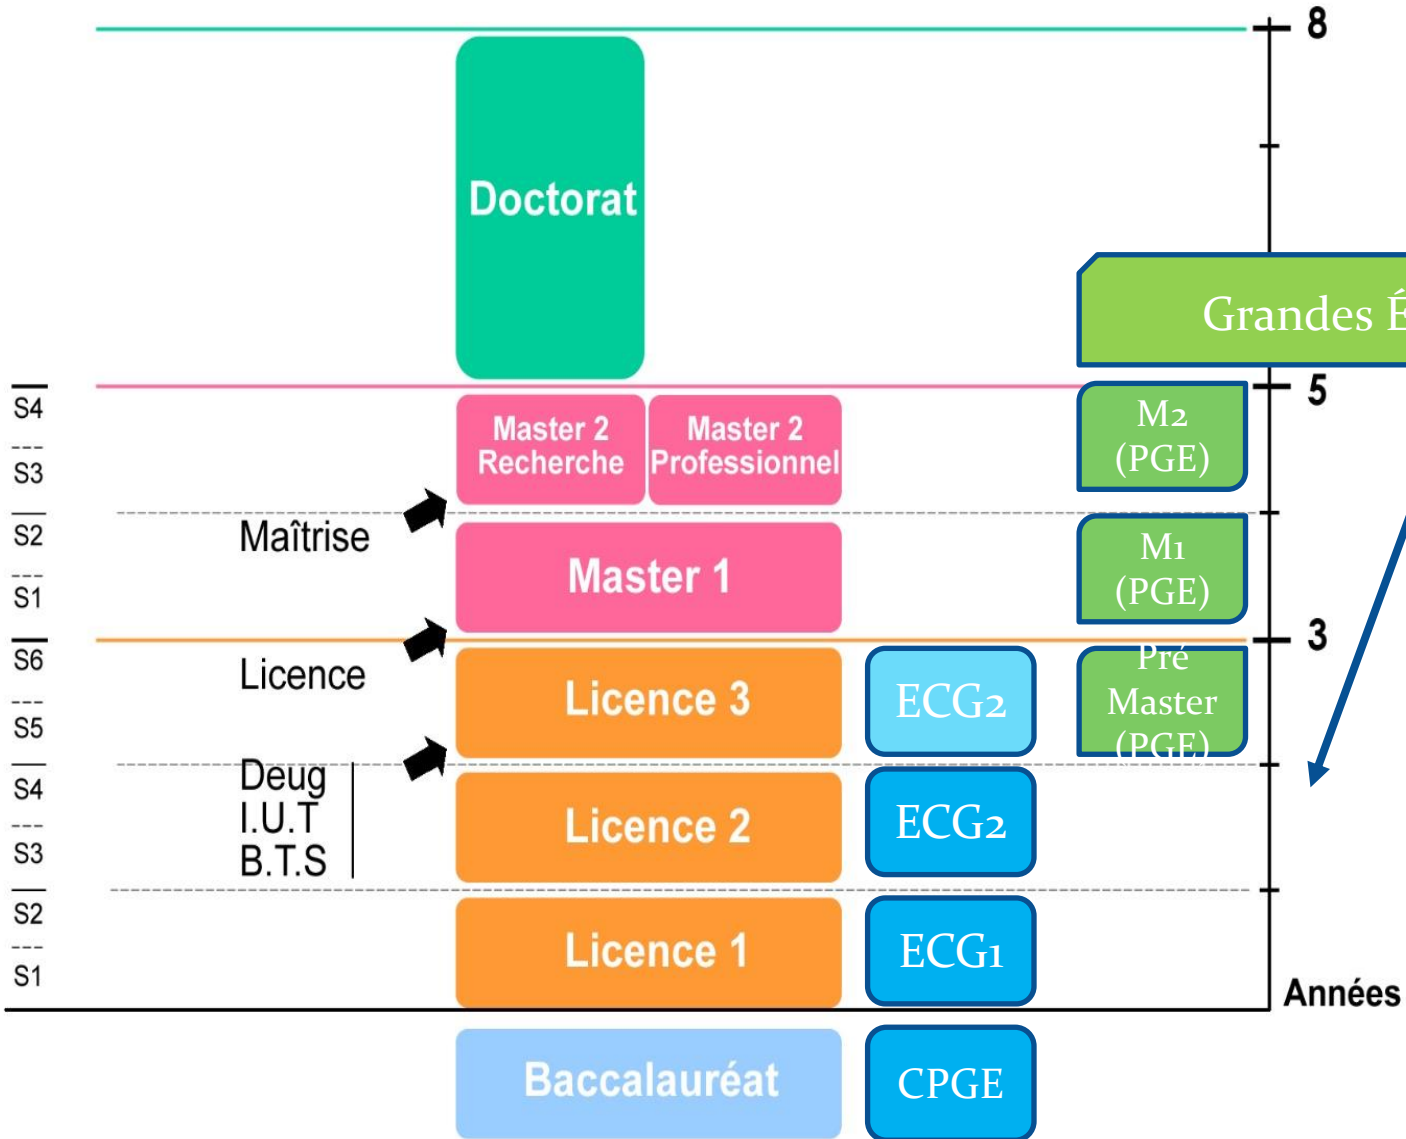 8
Doctorat
Grandes É
5
S4
S3
S2
S1
S6
S5
S4
S3
S2
S1
Master 2
Recherche
Master 2
Professionnel
M2
(PGE)
Maîtrise
Master 1
M1
(PGE)
3
Licence
Licence 3
ECG2
Pré
Master
(PGE)
Deug
I.U.T
B.T.S
Licence 2
ECG2
Licence 1
ECG1
Années
Baccalauréat
CPGE